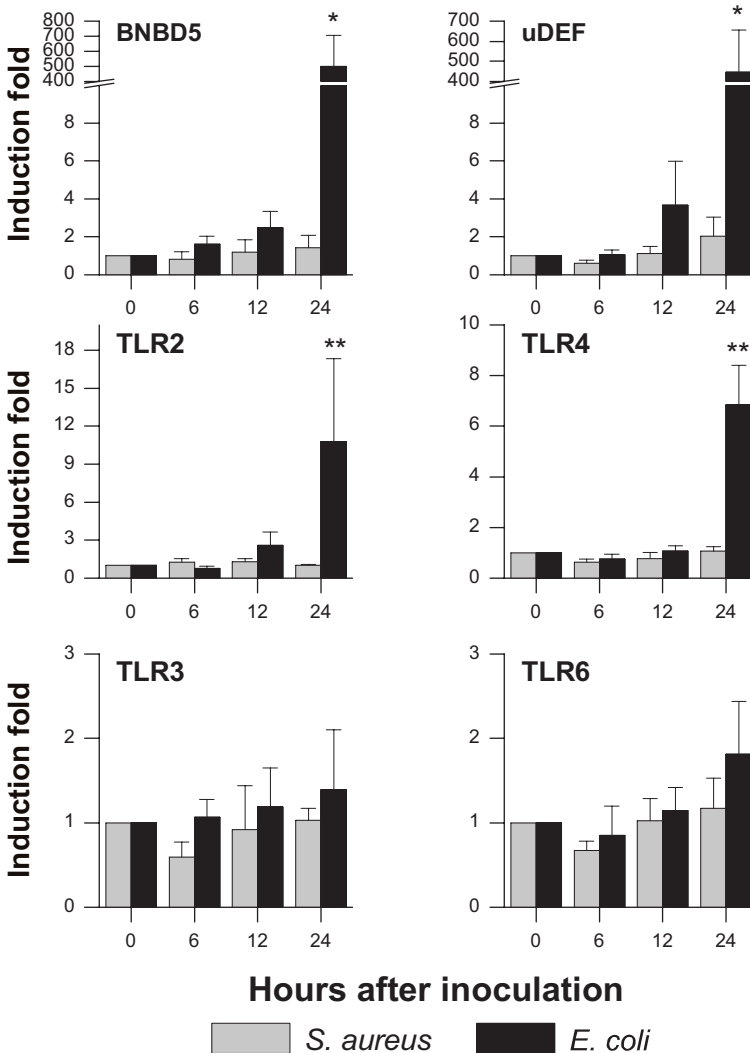 BNBD5
*
800
700
600
500
400
8
6
4
2
0
0 6 12 24
Induction fold
uDEF
*
700
600
500
400
8
6
4
2
0
0 6 12 24
TLR2
**
18
15
12
9
6
3
0
0 6 12 24
Induction fold
TLR4
**
10
8
6
4
2
0
0 6 12 24
TLR3
3
2
1
0
0 6 12 24
Induction fold
TLR6
3
2
1
0
0 6 12 24
Hours after inoculation
S. aureus E. coli